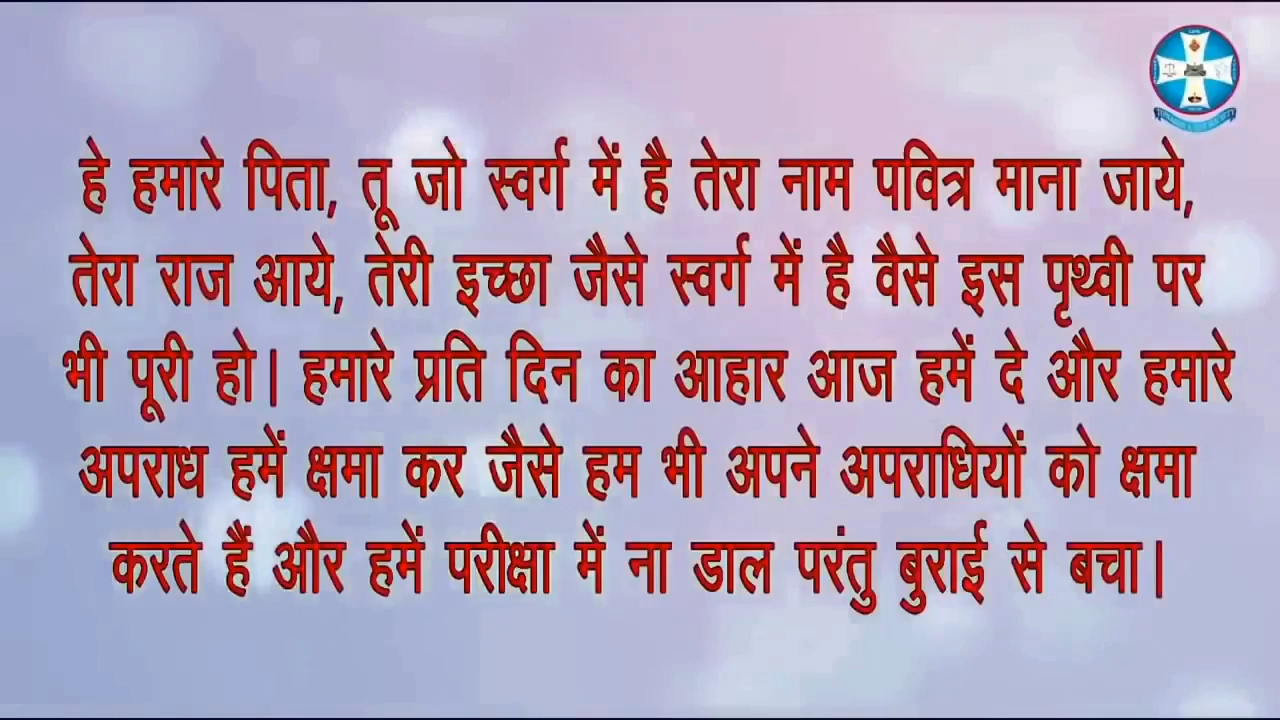 हे हमारे पिता, तू जो स्वर्ग में है तेरा नाम पवित्र माना जाये,
तेरा राज आये, तेरी इच्छा जैसे स्वर्ग में है वैसे इस पृथ्वी पर
भी पूरी हो| हमारे प्रति दिन का आहार आज हमें दे और हमारे
अपराध हमें क्षमा कर जैसे हम भी अपने अपराधियों को क्षमा
करते हैं और हमें परीक्षा में ना डाल परंतु बुराई से बचा|